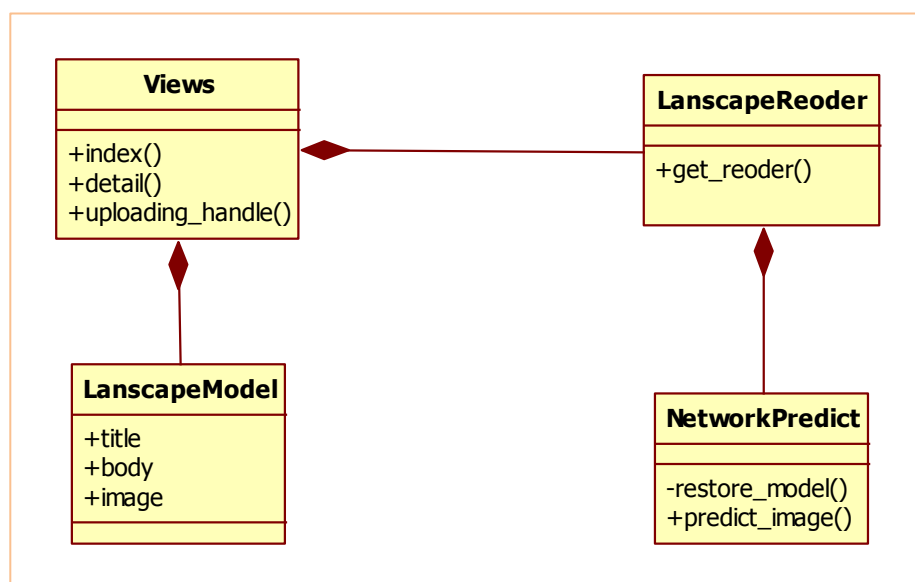 Views
+index()
+detail()
+uploading_handle()
LanscapeReoder
+get_reoder()
LanscapeModel
+title
+body
+image
NetworkPredict
-restore_model()
+predict_image()